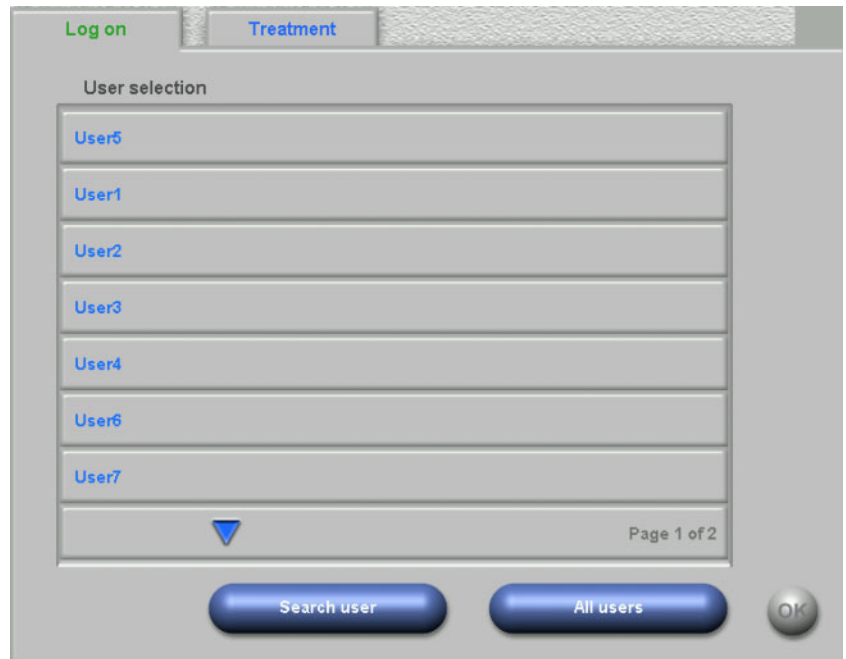 Log on Treatment
User selection
User5
User1
User2
User3
User4
User6
User7
Page 1 of 2
Search user All users OK